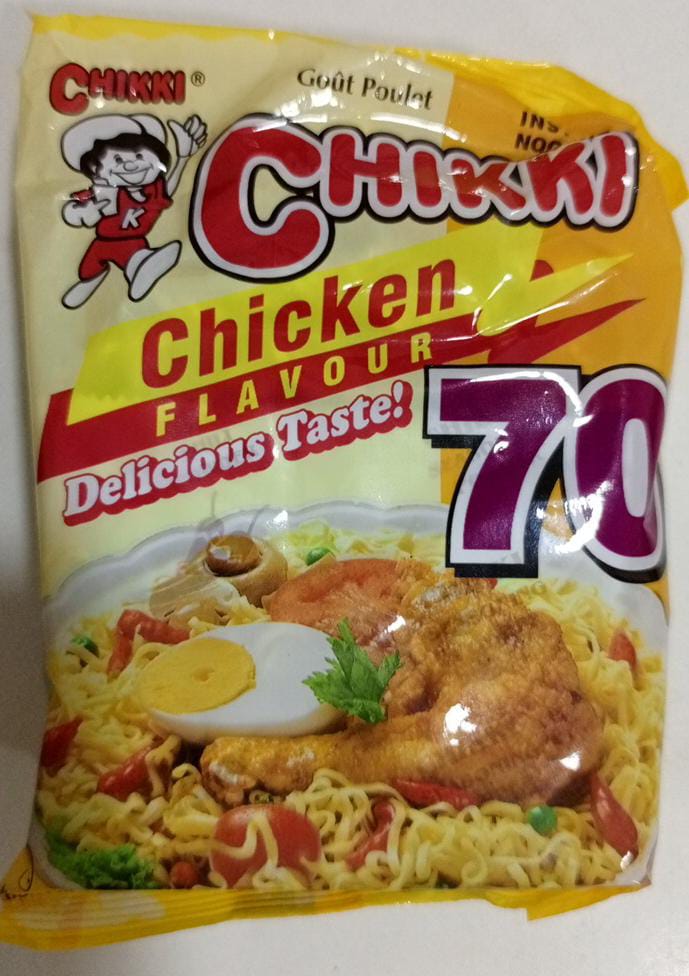 CHIKKI®
Goût Poulet
CHIKKI
K
Chicken
FLAVOUR
Delicious Taste!
70